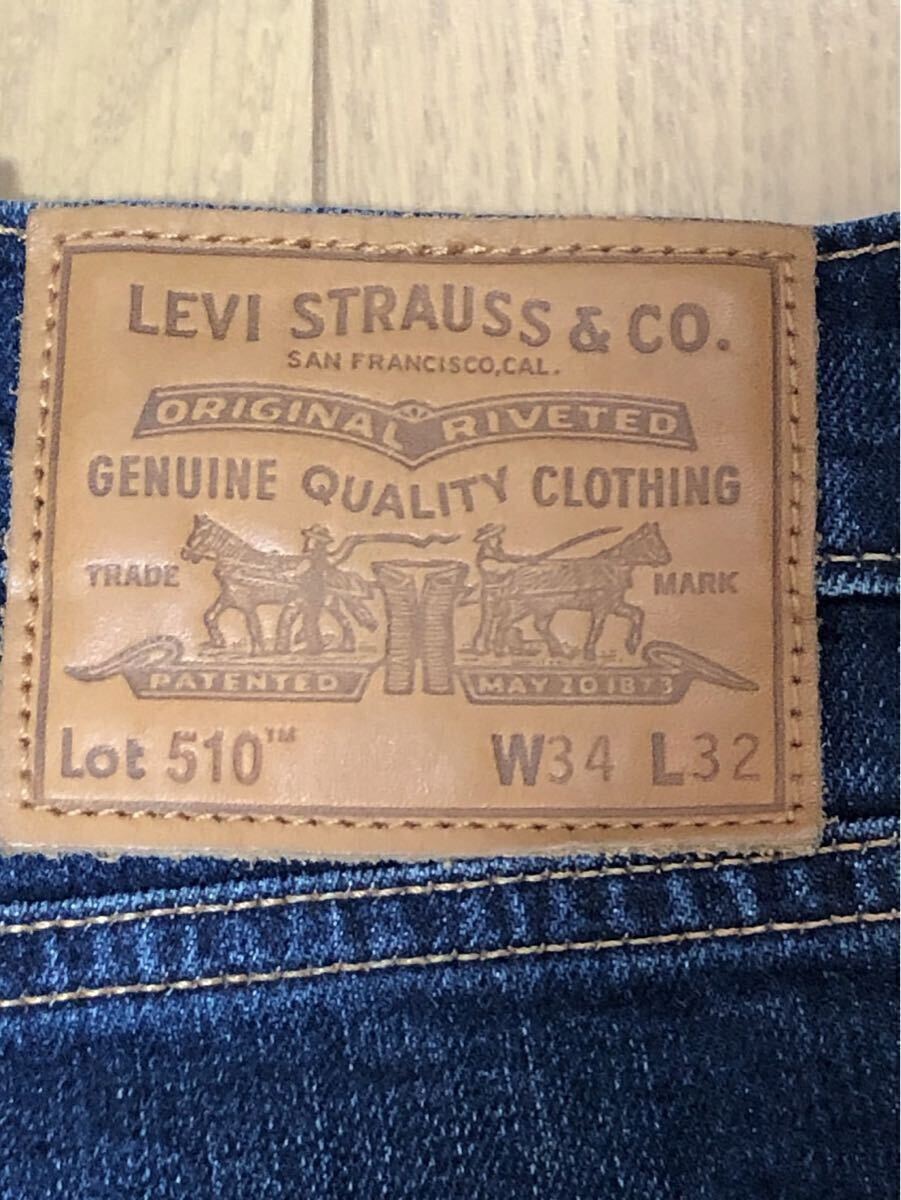 LEVI STRAUSS & CO.
SAN FRANCISCO, CAL.
ORIGINAL RIVETED
GENUINE QUALITY CLOTHING
TRADE MARK
PATENTED MAY 20 1873
Lot 510™ W34 L32